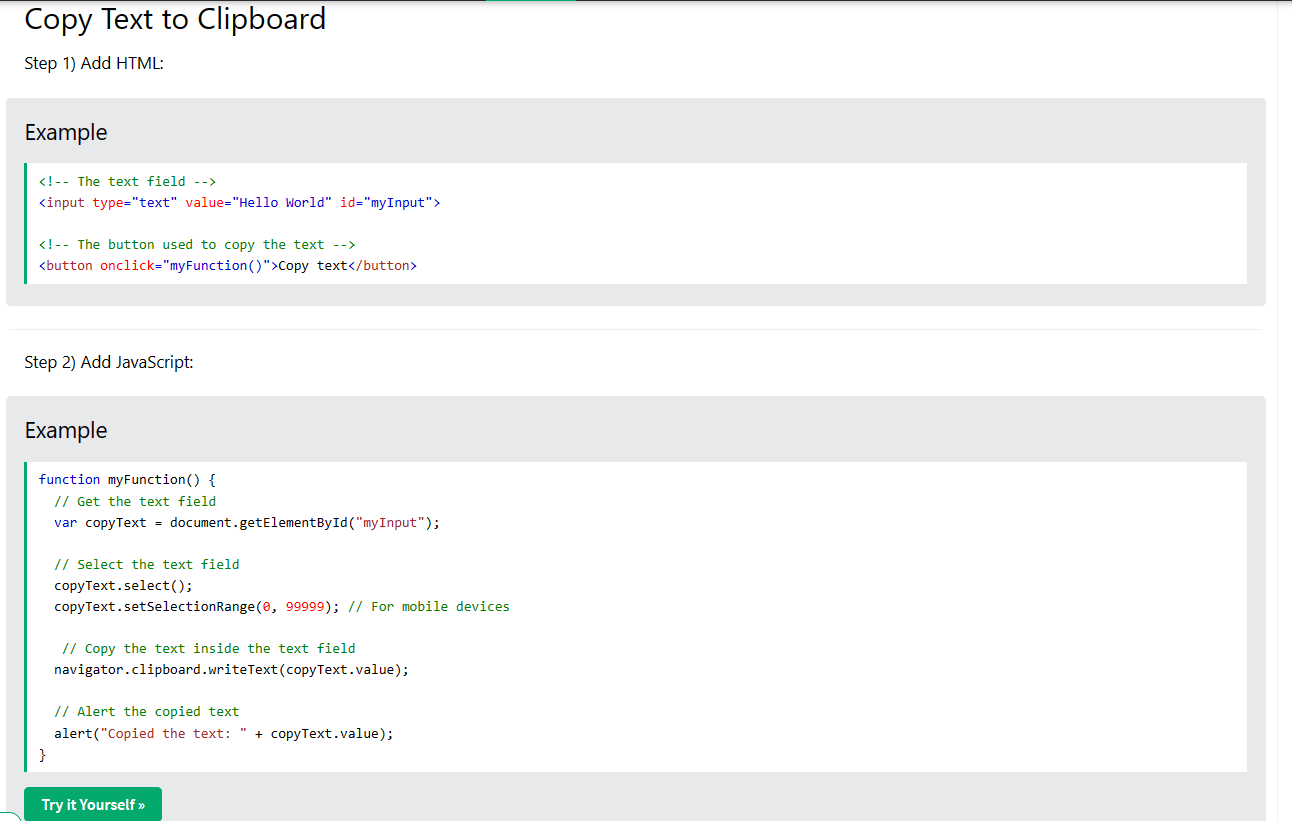 Copy Text to Clipboard
Step 1) Add HTML:
Example
<!-- The text field -->
<input type="text" value="Hello World" id="myInput">
<!-- The button used to copy the text -->
<button onclick="myFunction()">Copy text</button>
Step 2) Add JavaScript:
Example
function myFunction() {
  // Get the text field
  var copyText = document.getElementById("myInput");
  // Select the text field
  copyText.select();
  copyText.setSelectionRange(0, 99999); // For mobile devices
   // Copy the text inside the text field
  navigator.clipboard.writeText(copyText.value);
  // Alert the copied text
  alert("Copied the text: " + copyText.value);
}
Try it Yourself »